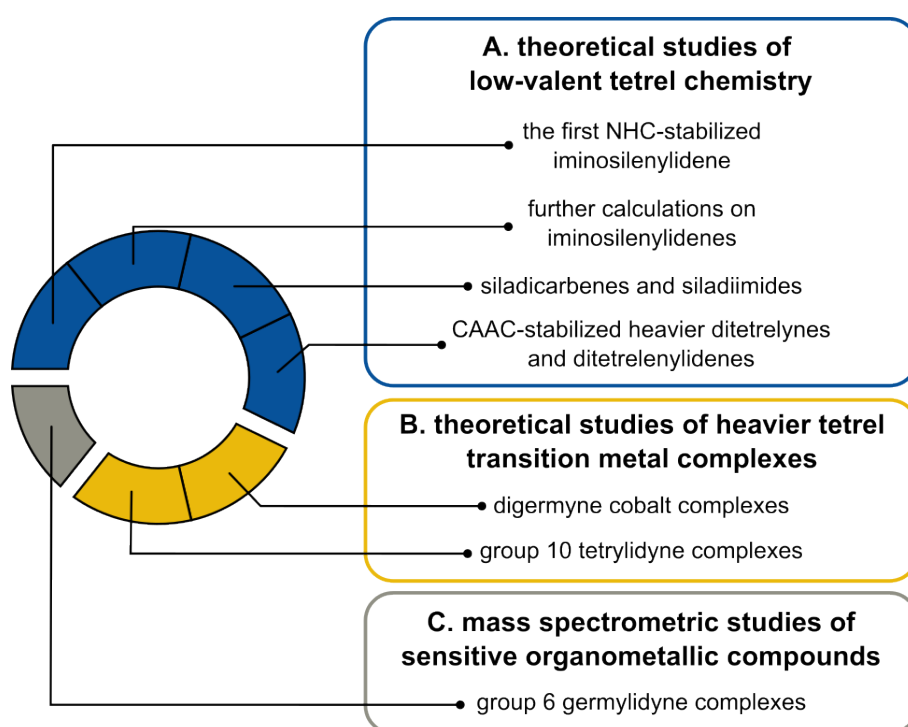 A. theoretical studies of
low-valent tetrel chemistry
the first NHC-stabilized
iminosilenylidene
further calculations on
iminosilenylidenes
siladicarbenes and siladiimides
CAAC-stabilized heavier ditetrelynes
and ditetrelenylidenes
B. theoretical studies of heavier tetrel
transition metal complexes
digermyne cobalt complexes
group 10 tetrylidyne complexes
C. mass spectrometric studies of
sensitive organometallic compounds
group 6 germylidyne complexes